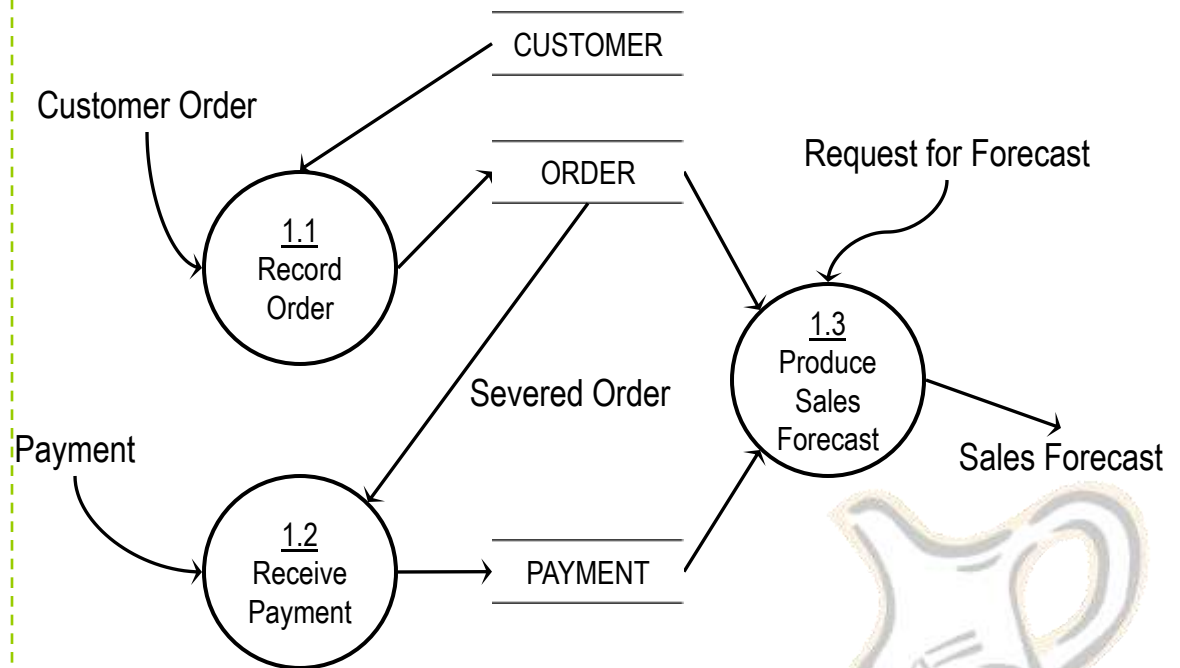 CUSTOMER
Customer Order
ORDER
Request for Forecast
1.1
Record
Order
1.3
Produce
Sales
Forecast
Severed Order
Payment
Sales Forecast
1.2
Receive
Payment
PAYMENT